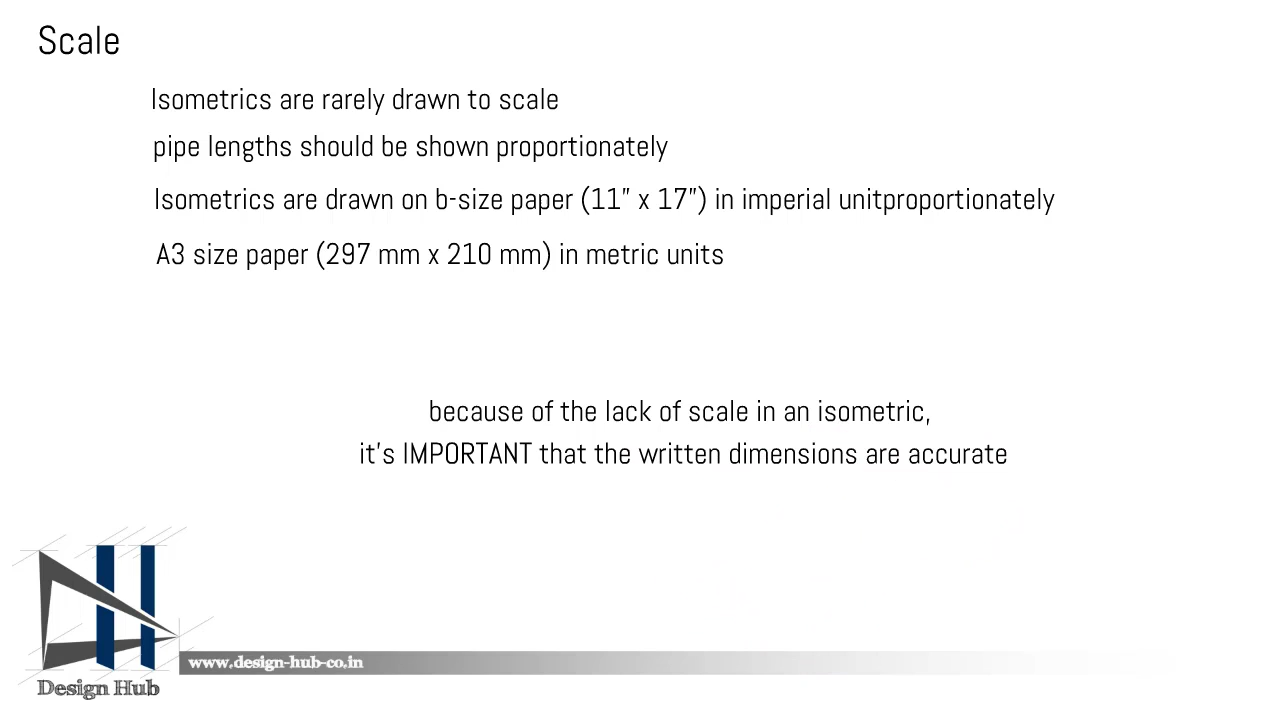 Scale
Isometrics are rarely drawn to scale
pipe lengths should be shown proportionately
Isometrics are drawn on b-size paper (11” x 17”) in imperial unitproportionately
A3 size paper (297 mm x 210 mm) in metric units
because of the lack of scale in an isometric,
it’s IMPORTANT that the written dimensions are accurate
www.design-hub-co.in
Design Hub